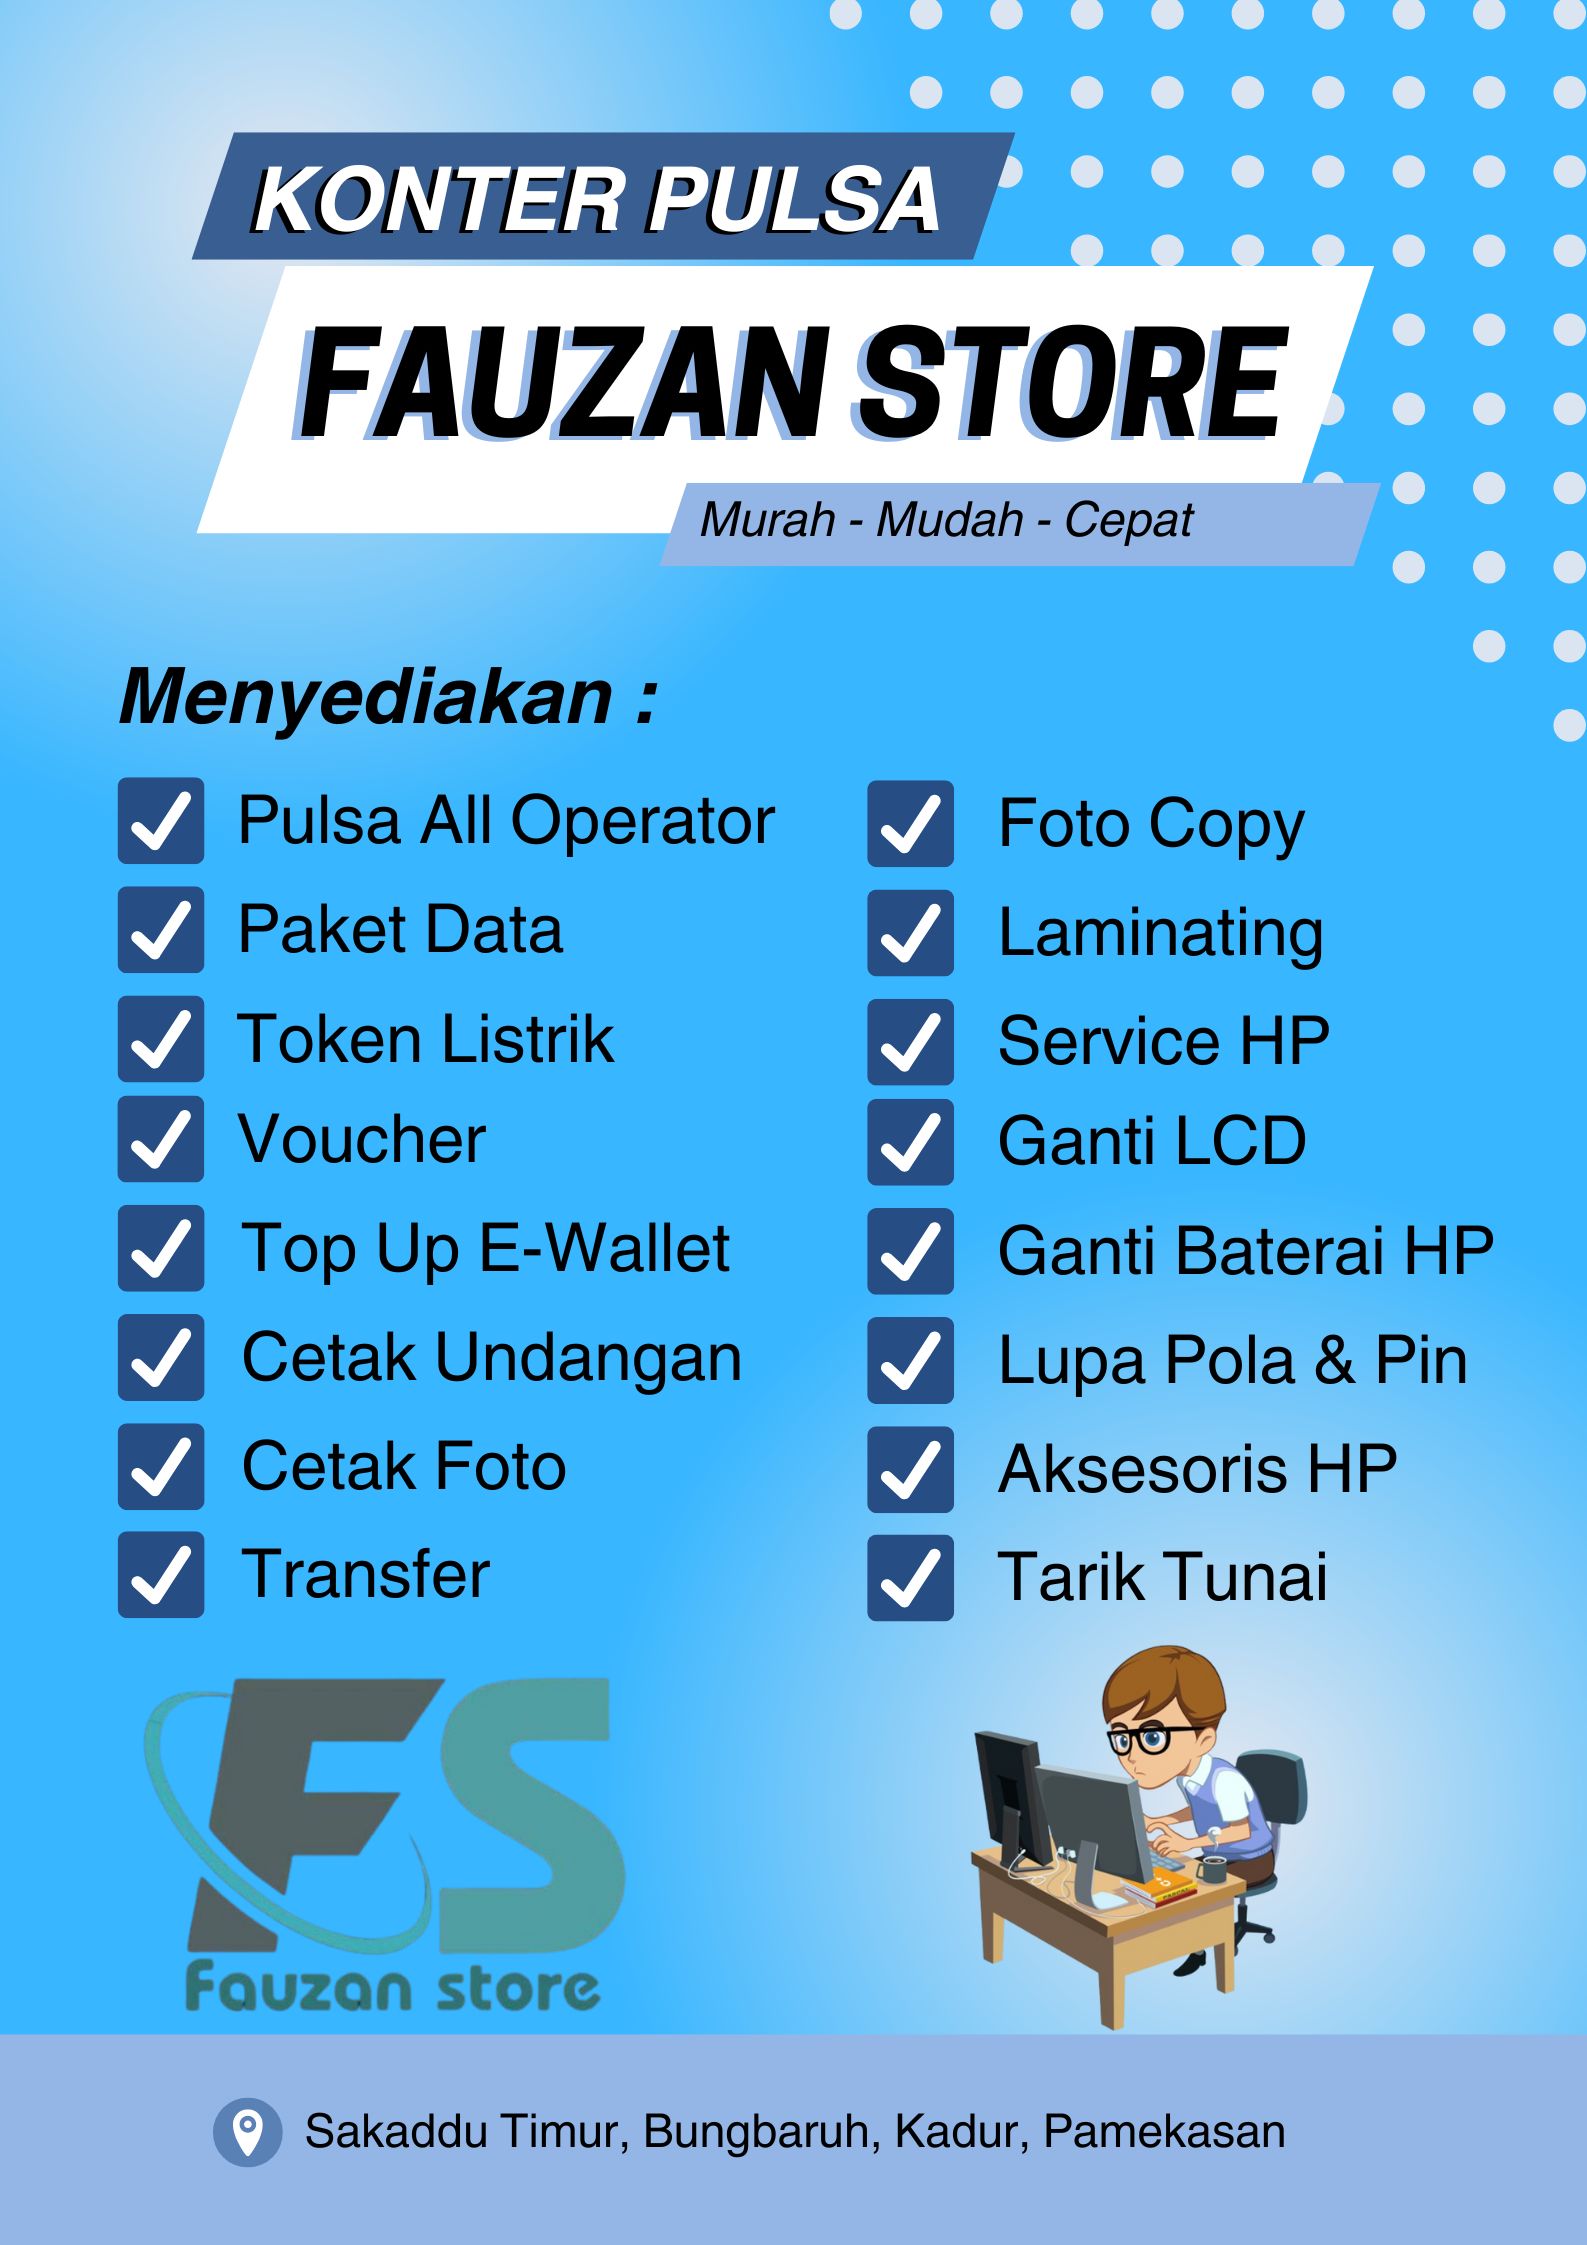 KONTER PULSA
FAUZAN STORE
Murah - Mudah - Cepat
Menyediakan :
Pulsa All Operator
Paket Data
Token Listrik
Voucher
Top Up E-Wallet
Cetak Undangan
Cetak Foto
Transfer
Foto Copy
Laminating
Service HP
Ganti LCD
Ganti Baterai HP
Lupa Pola & Pin
Aksesoris HP
Tarik Tunai
FS
Fauzan store
PASCAL
Sakaddu Timur, Bungbaruh, Kadur, Pamekasan